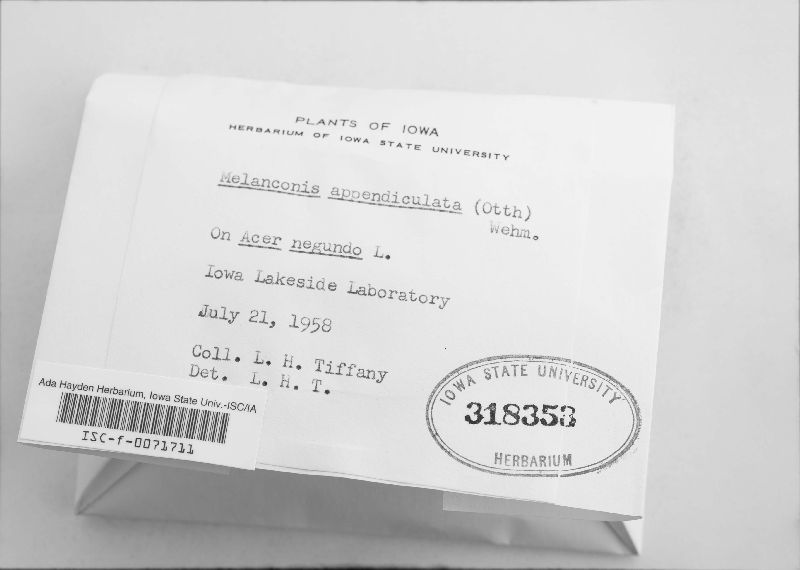 PLANTS OF IOWA
HERBARIUM OF IOWA STATE UNIVERSITY
Melanconis appendiculata (Otth)
Wehm.
On Acer negundo L.
Iowa Lakeside Laboratory
July 21, 1958
Coll. L. H. Tiffany
Det. L. H. T.
Ada Hayden Herbarium, Iowa State Univ.-ISC/IA
ISC-f-0071711
IOWA STATE UNIVERSITY
318353
HERBARIUM